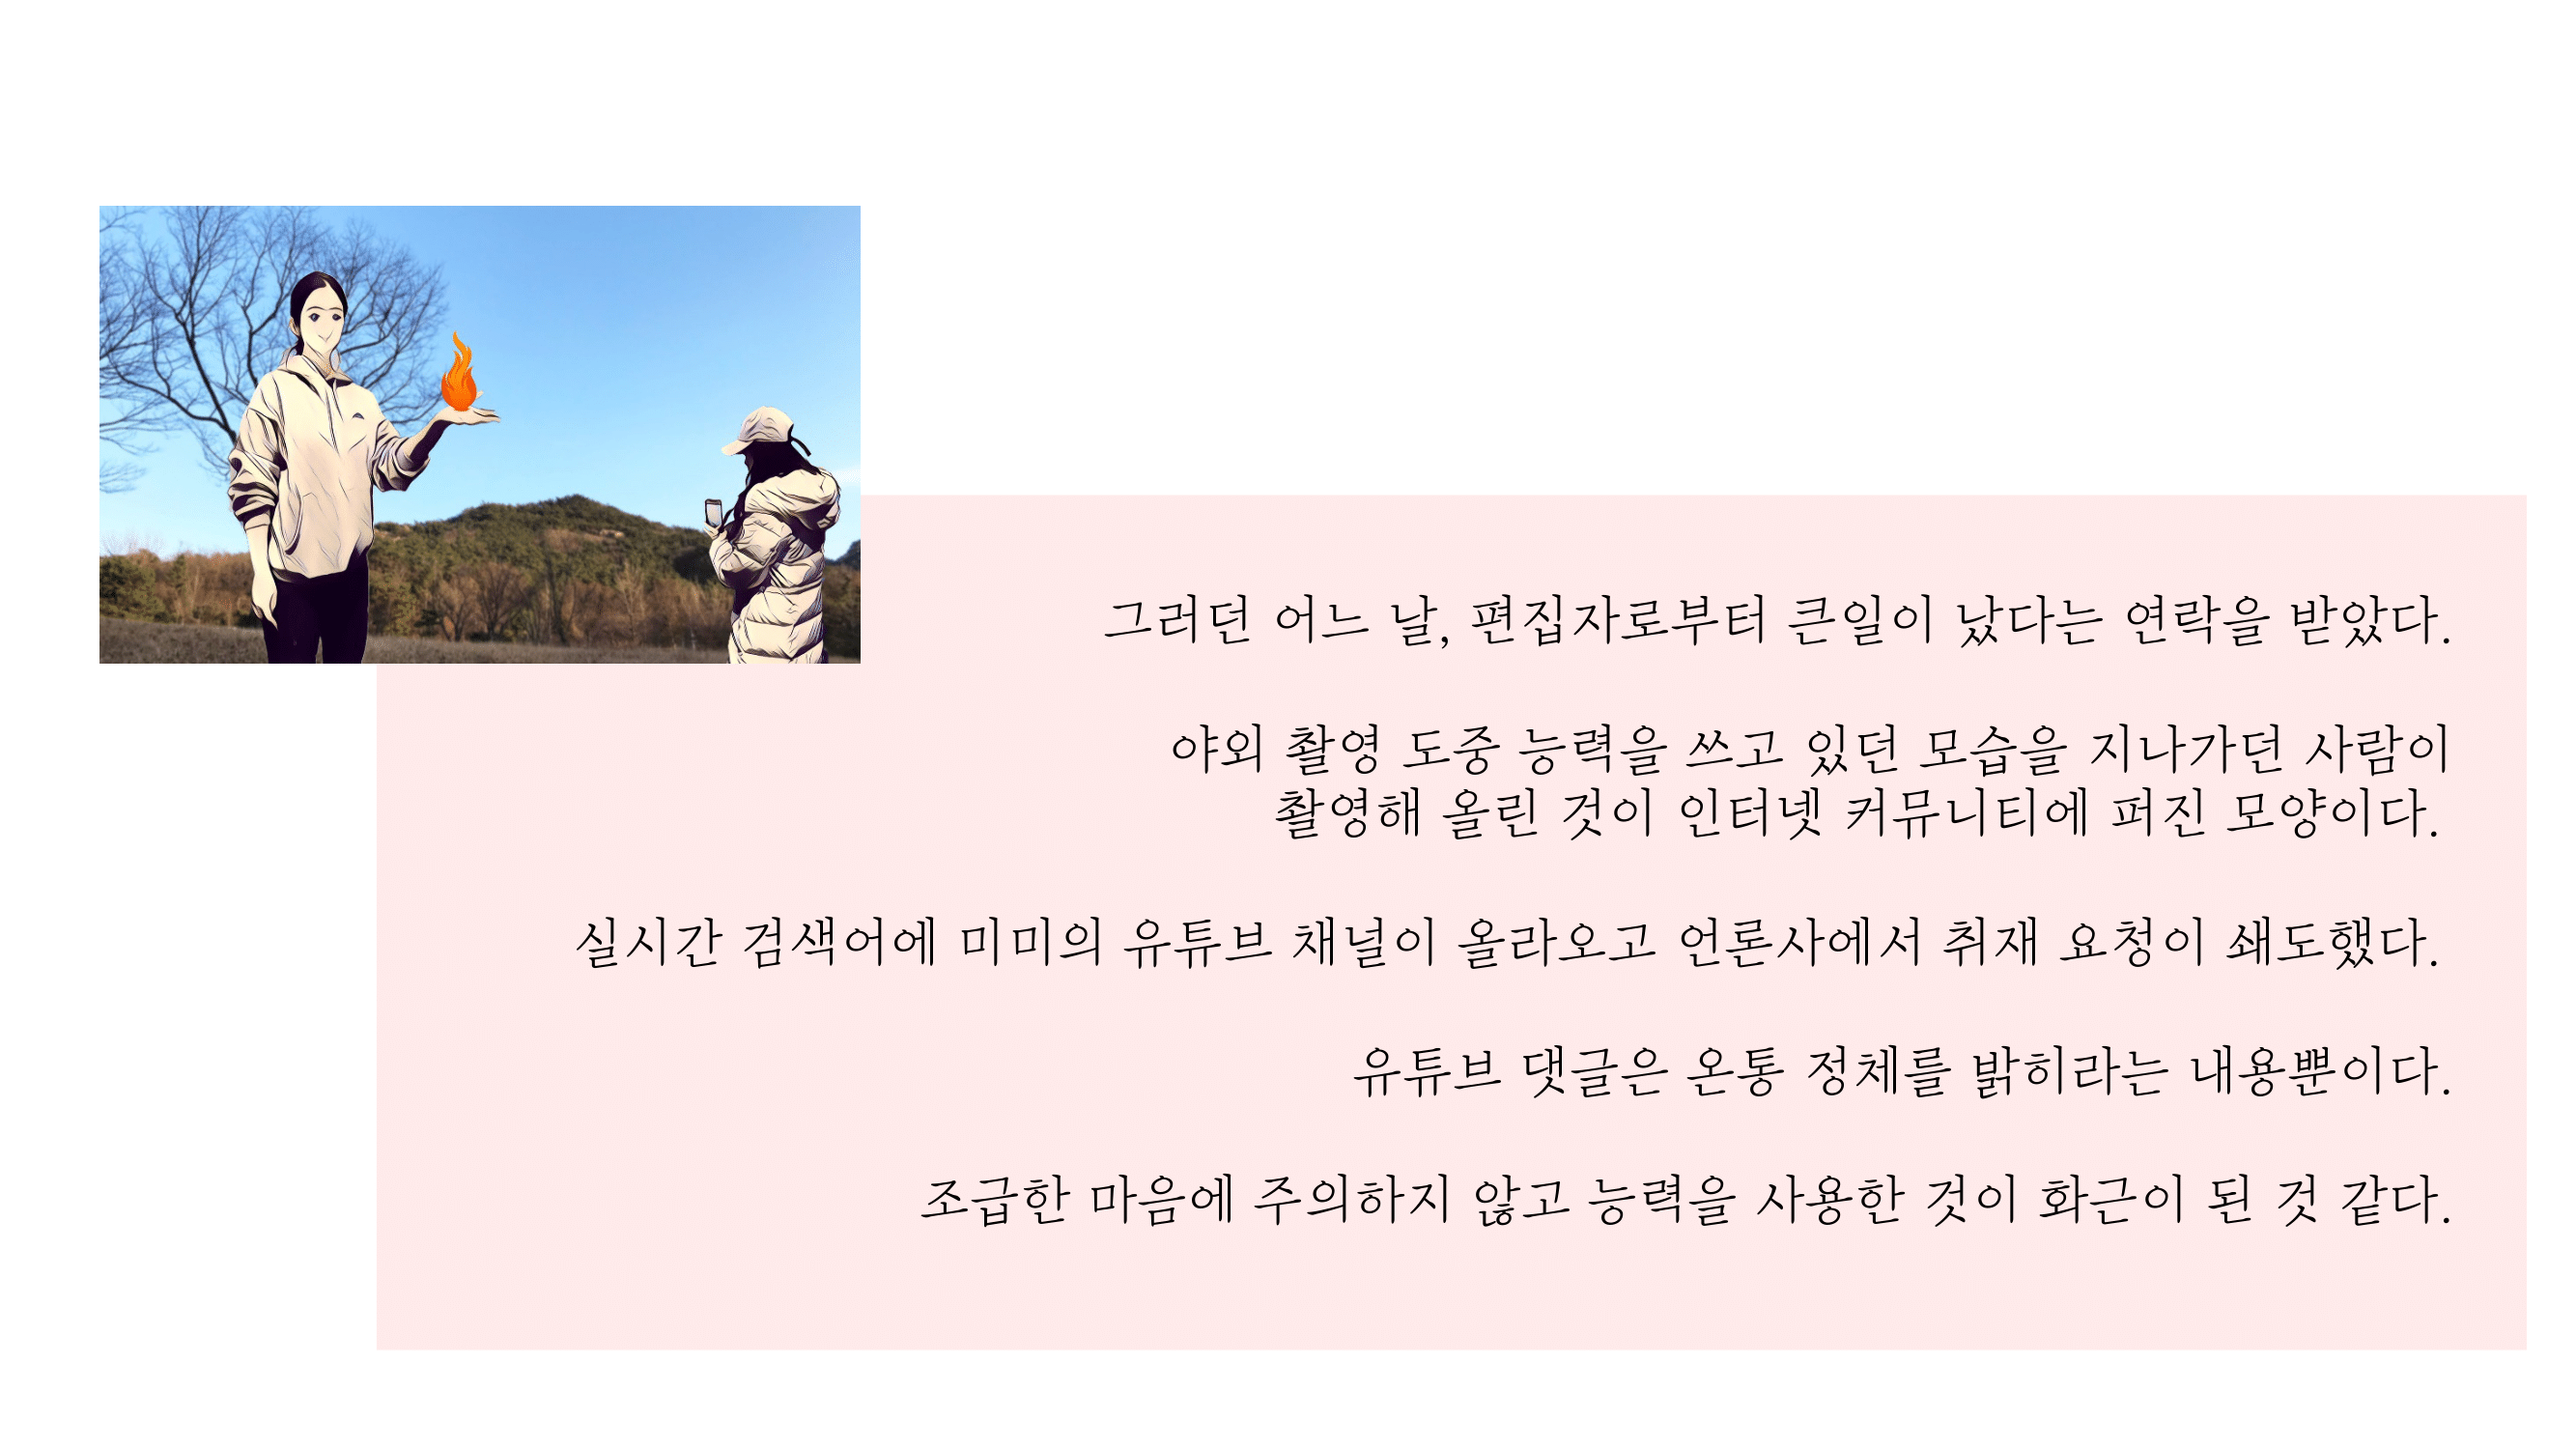 그러던 어느 날, 편집자로부터 큰일이 났다는 연락을 받았다.
야외 촬영 도중 능력을 쓰고 있던 모습을 지나가던 사람이
촬영해 올린 것이 인터넷 커뮤니티에 퍼진 모양이다.
실시간 검색어에 미미의 유튜브 채널이 올라오고 언론사에서 취재 요청이 쇄도했다.
유튜브 댓글은 온통 정체를 밝히라는 내용뿐이다.
조급한 마음에 주의하지 않고 능력을 사용한 것이 화근이 된 것 같다.